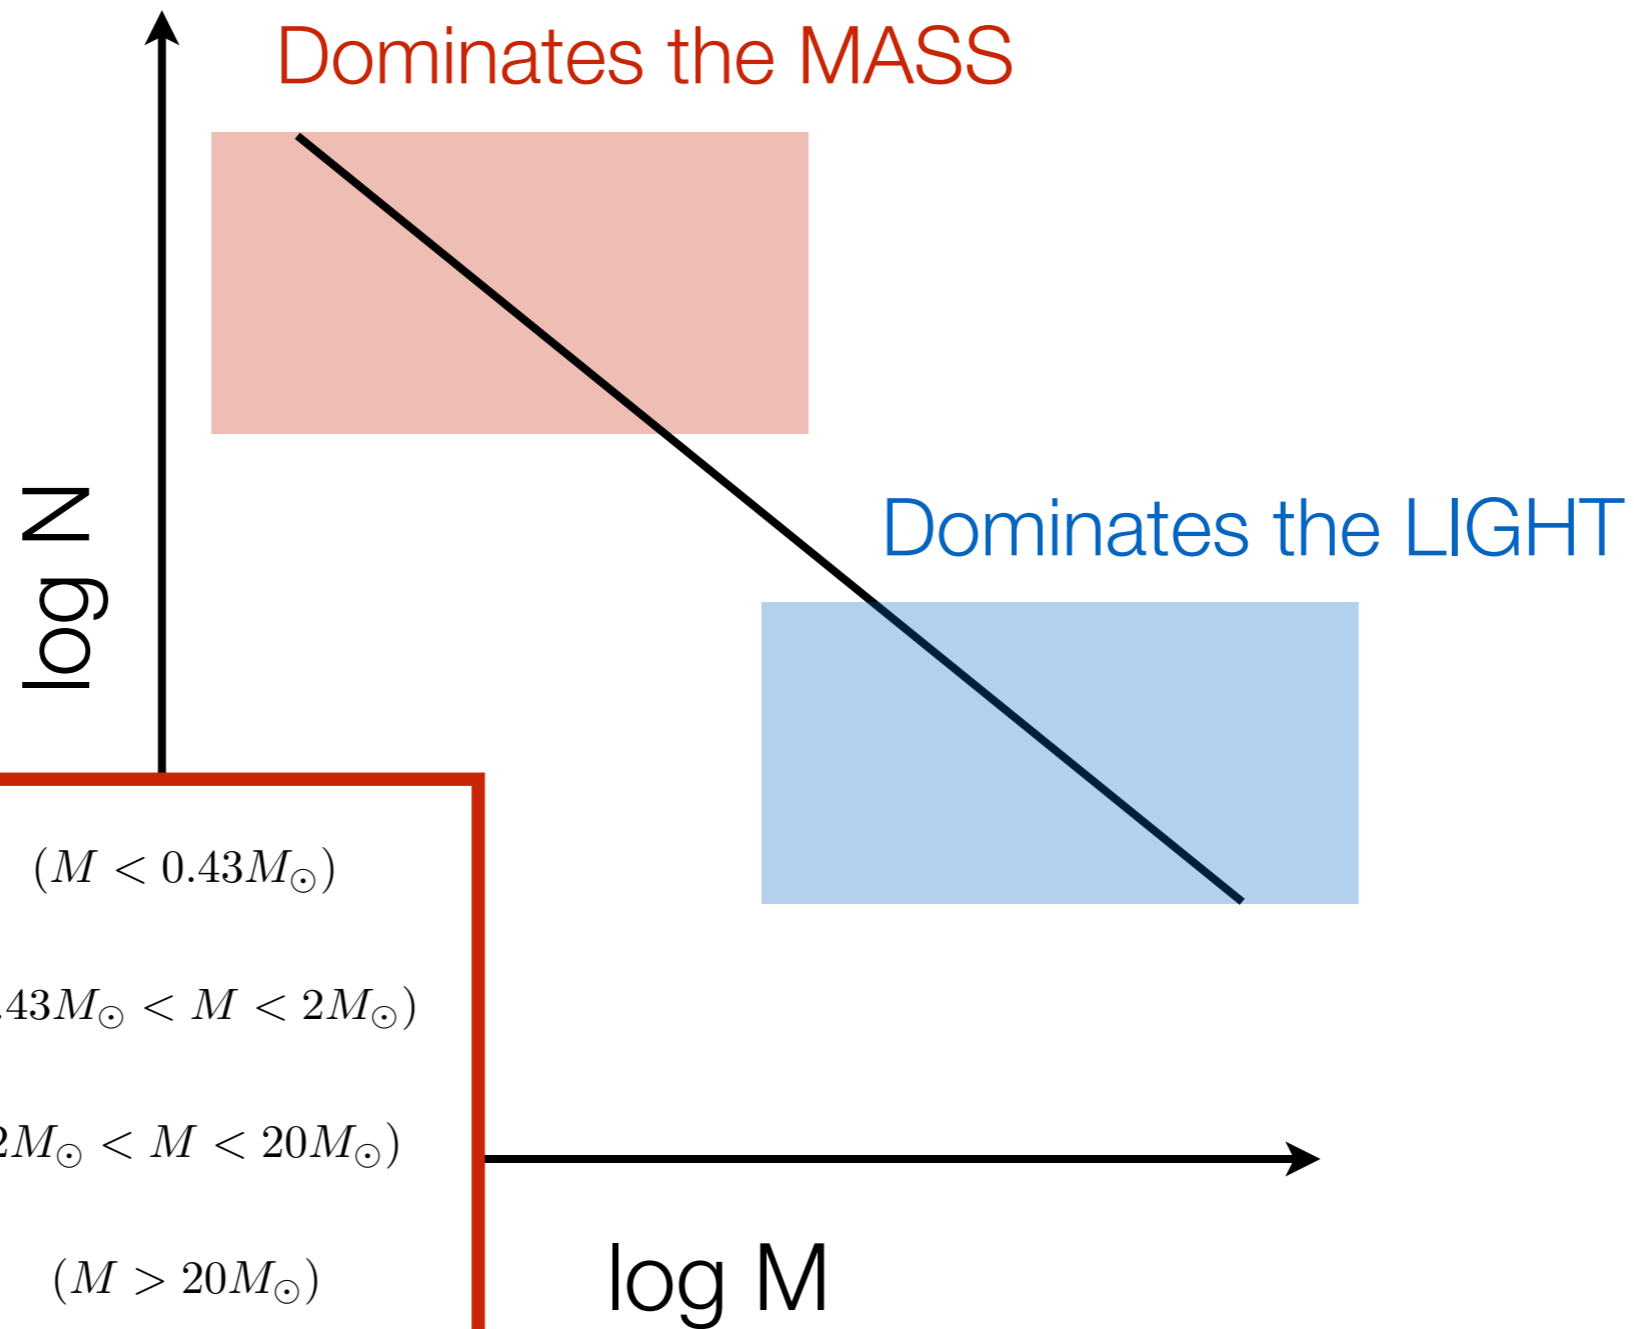 Dominates the MASS
log N
Dominates the LIGHT
(M < 0.43M☉)
.43M☉ < M < 2M☉)
2M☉ < M < 20M☉)
(M > 20M☉)
log M